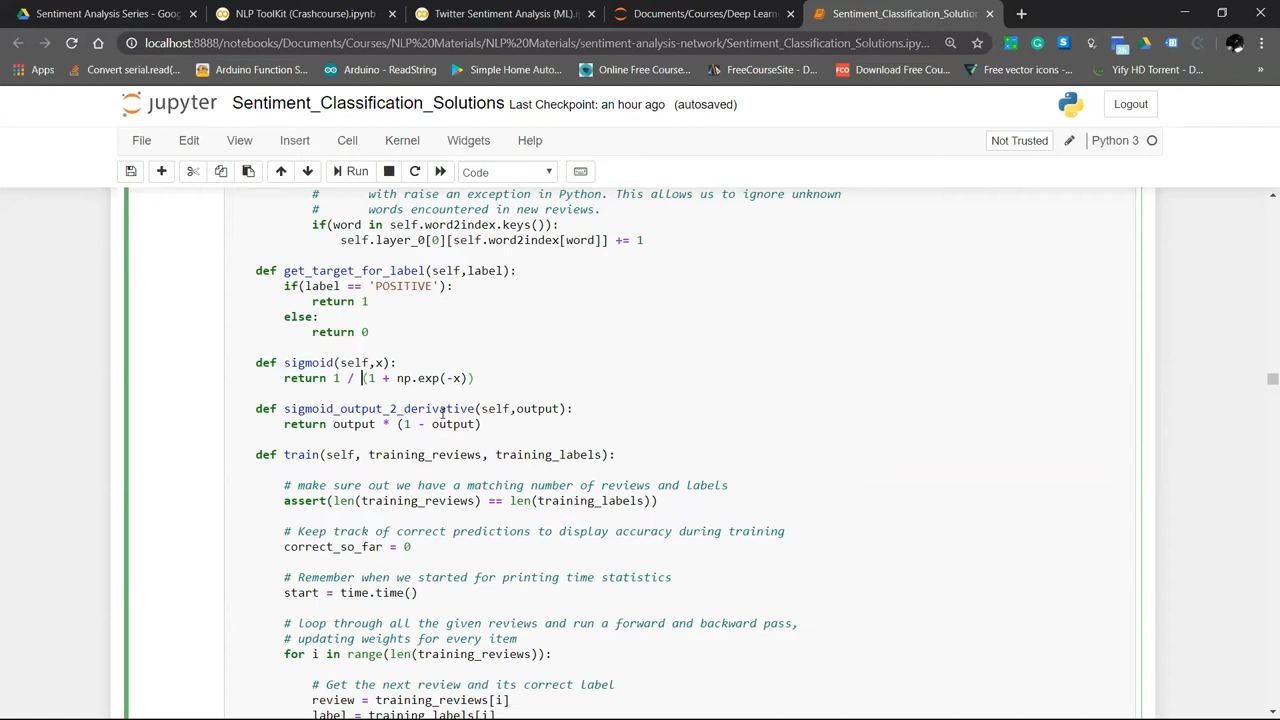 Sentiment Analysis Series - Goog
NLP ToolKit (Crashcourse).ipynb
Twitter Sentiment Analysis (ML).i
Documents/Courses/Deep Learn
Sentiment_Classification_Solution
localhost:8888/notebooks/Documents/Courses/NLP%20Materials/NLP%20Materials/sentiment-analysis-network/Sentiment_Classification_Solutions.ipy...
Apps
Convert serial.read(...
Arduino Function S...
Arduino - ReadString
Simple Home Auto...
Online Free Course...
FreeCourseSite - D...
Download Free Cou...
Free vector icons -...
Yify HD Torrent - D...
jupyter Sentiment_Classification_Solutions Last Checkpoint: an hour ago (autosaved)
Logout
File Edit View Insert Cell Kernel Widgets Help
Not Trusted
Python 3
Run
Code
# with raise an exception in Python. This allows us to ignore unknown
# words encountered in new reviews.
if(word in self.word2index.keys()):
self.layer_0[0][self.word2index[word]] += 1
def get_target_for_label(self,label):
if(label == 'POSITIVE'):
return 1
else:
return 0
def sigmoid(self,x):
return 1 / (1 + np.exp(-x))
def sigmoid_output_2_derivative(self,output):
return output * (1 - output)
def train(self, training_reviews, training_labels):
# make sure out we have a matching number of reviews and labels
assert(len(training_reviews) == len(training_labels))
# Keep track of correct predictions to display accuracy during training
correct_so_far = 0
# Remember when we started for printing time statistics
start = time.time()
# loop through all the given reviews and run a forward and backward pass,
# updating weights for every item
for i in range(len(training_reviews)):
# Get the next review and its correct label
review = training_reviews[i]
label = training_labels[i]